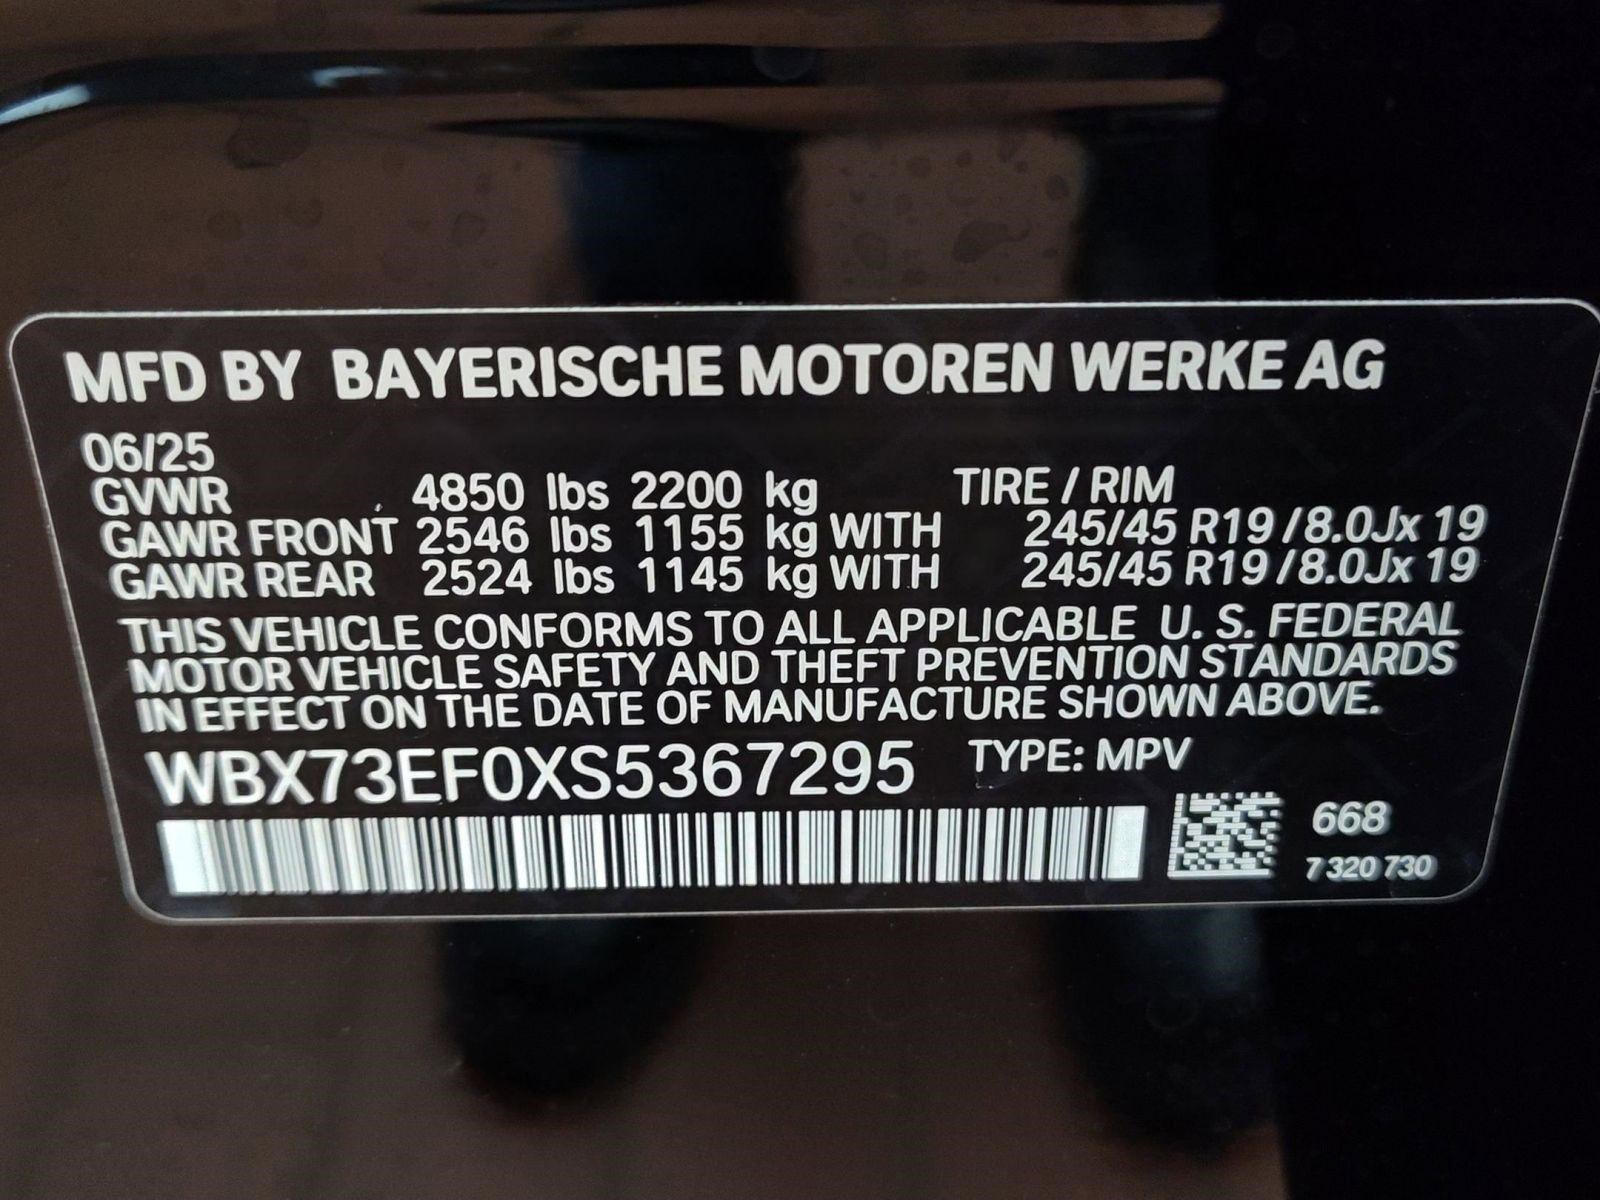 MFD BY BAYERISCHE MOTOREN WERKE AG
06/25
GVWR 4850 lbs 2200 kg TIRE / RIM
GAWR FRONT 2546 lbs 1155 kg WITH 245/45 R19 /8.0Jx 19
GAWR REAR 2524 lbs 1145 kg WITH 245/45 R19 /8.0Jx 19
THIS VEHICLE CONFORMS TO ALL APPLICABLE U. S. FEDERAL
MOTOR VEHICLE SAFETY AND THEFT PREVENTION STANDARDS
IN EFFECT ON THE DATE OF MANUFACTURE SHOWN ABOVE.
WBX73EF0XS5367295 TYPE: MPV
668
7 320 730